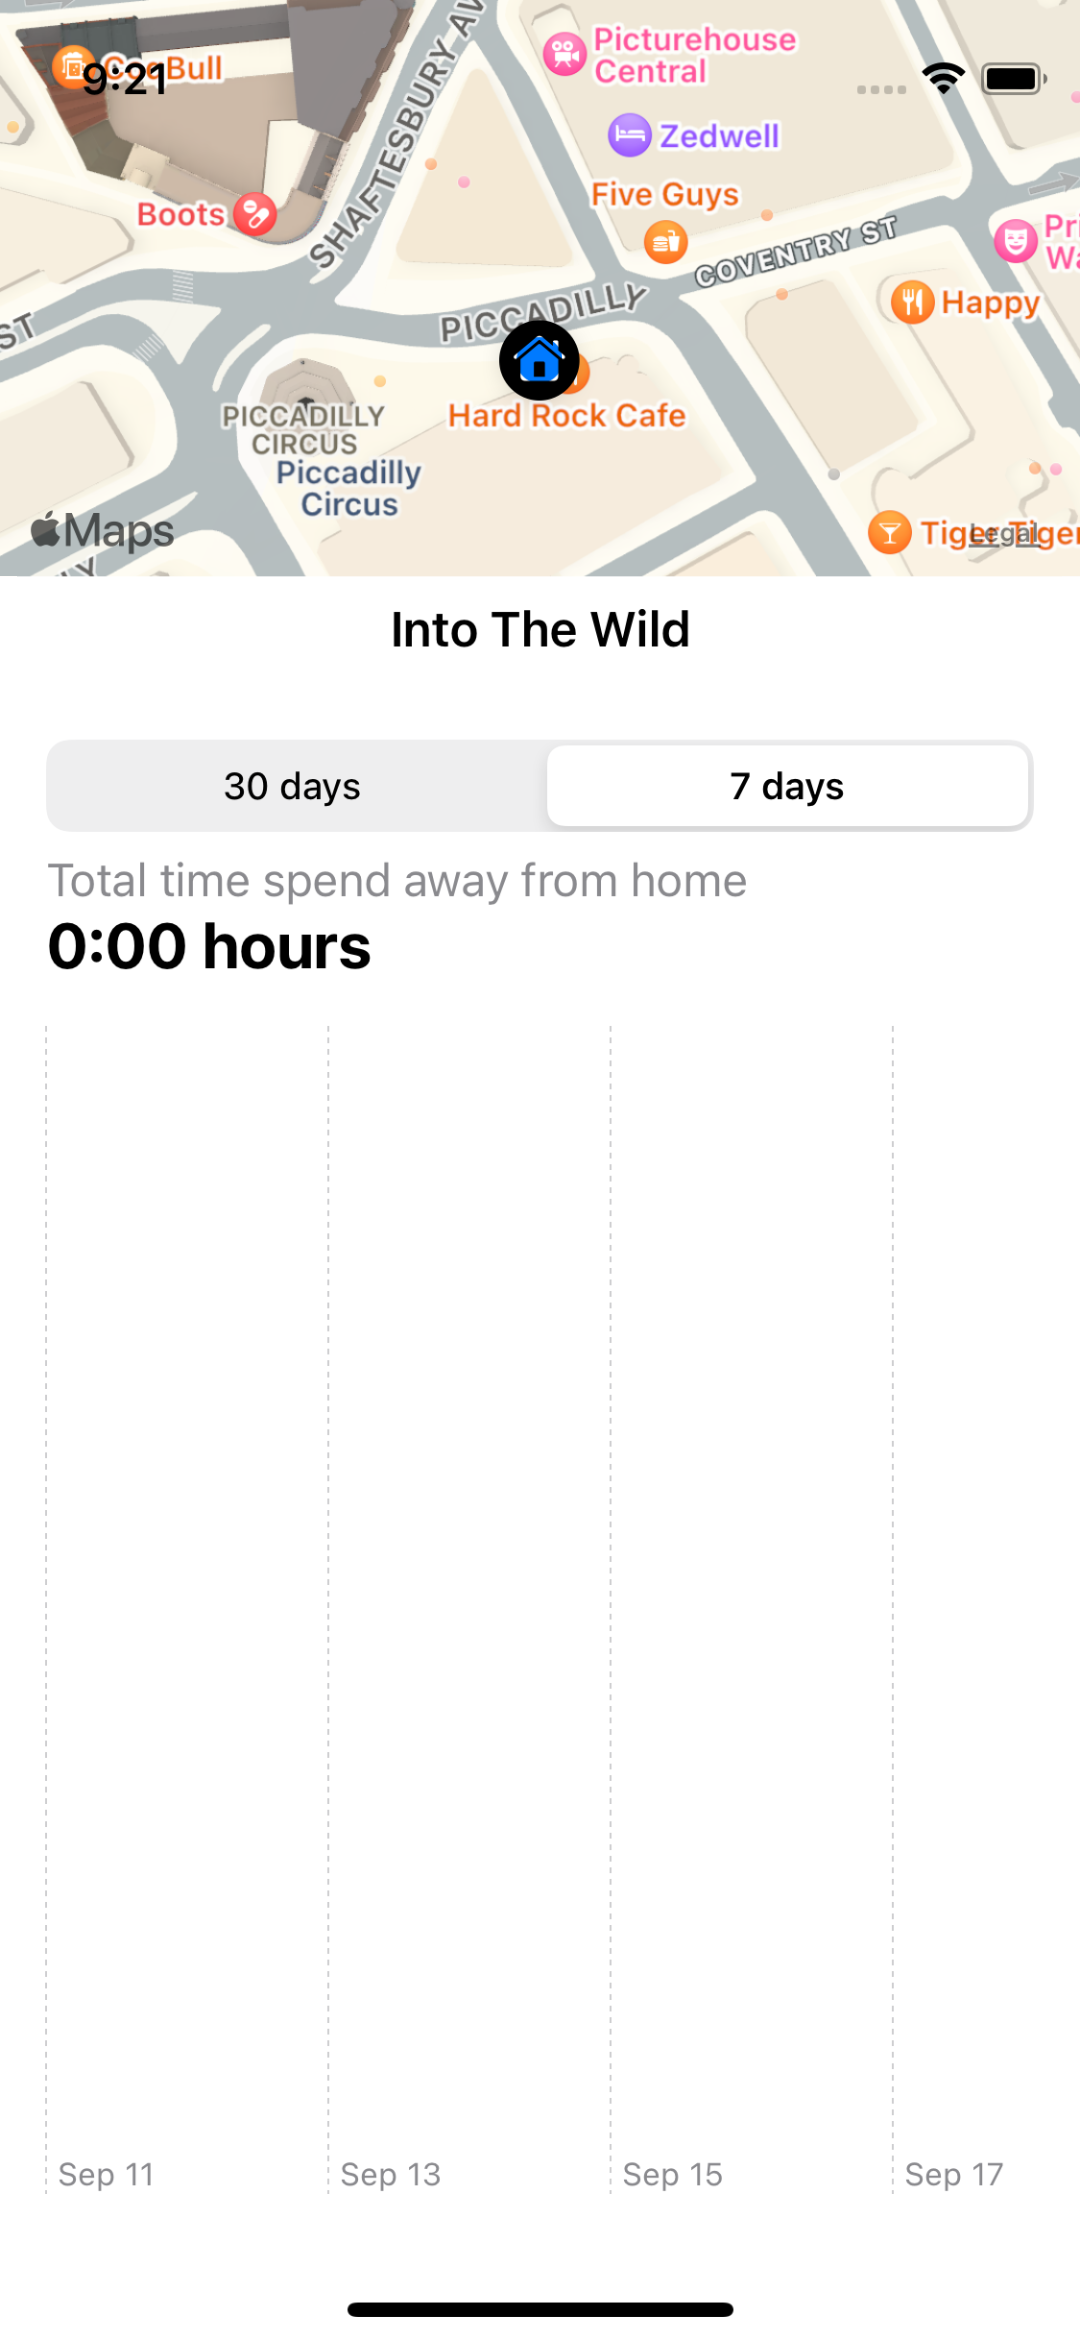 9:21
Bull
SHAFTESBURY AV
Picturehouse
Central
Zedwell
Five Guys
Boots
COVENTRY ST
Pri
Wa
Happy
PICCADILLY
ST
PICCADILLY
CIRCUS
Hard Rock Cafe
Piccadilly
Circus
Maps
Tiger Tiger
Legal
Into The Wild
30 days
7 days
Total time spend away from home
0:00 hours
Sep 11
Sep 13
Sep 15
Sep 17